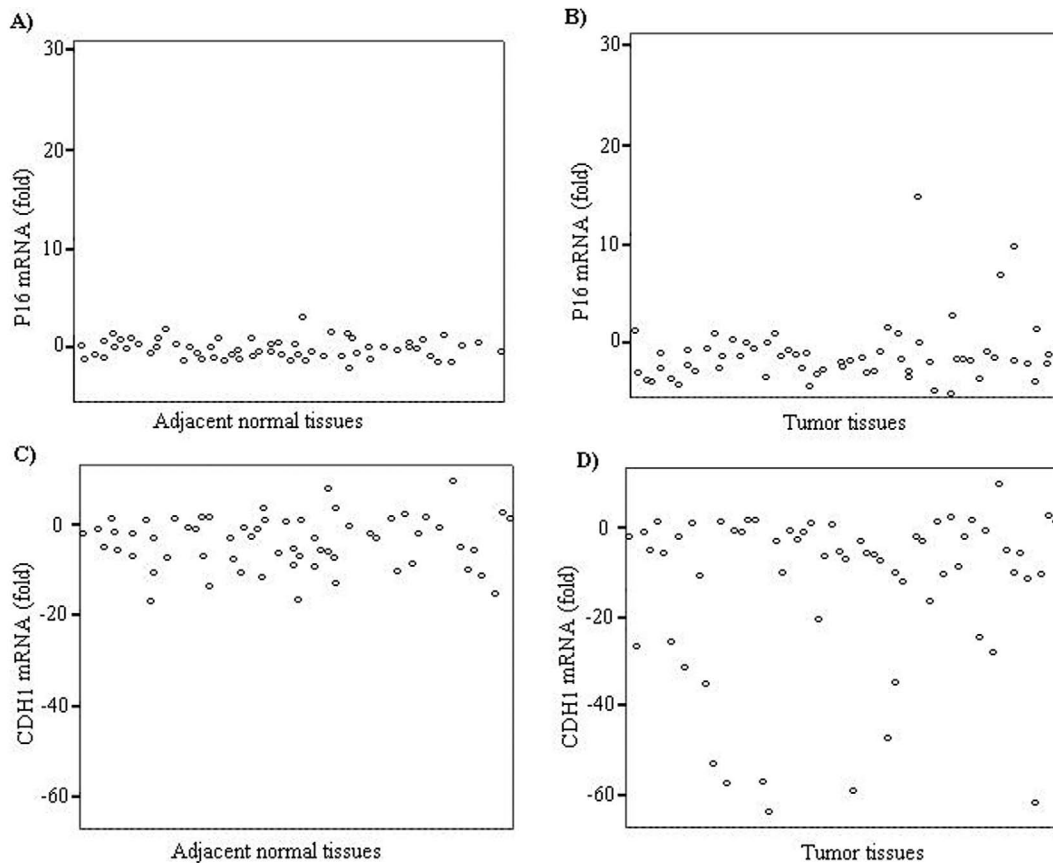 A)
P16 mRNA (fold)
30
20
10
0
Adjacent normal tissues
B)
P16 mRNA (fold)
30
20
10
0
Tumor tissues
C)
CDH1 mRNA (fold)
0
-20
-40
-60
Adjacent normal tissues
D)
CDH1 mRNA (fold)
0
-20
-40
-60
Tumor tissues